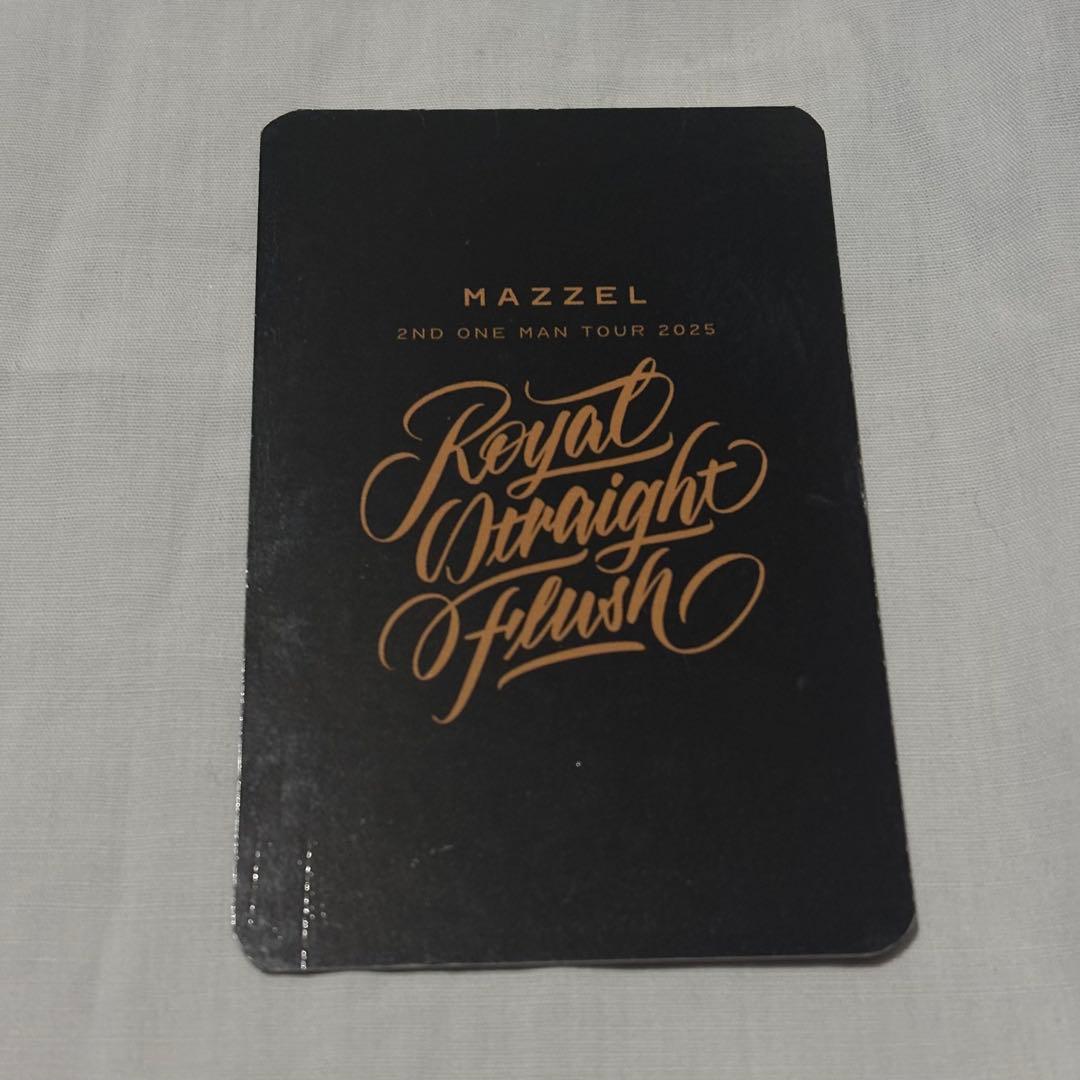 MAZZEL
2ND ONE MAN TOUR 2025
Royal
Straight
Flush